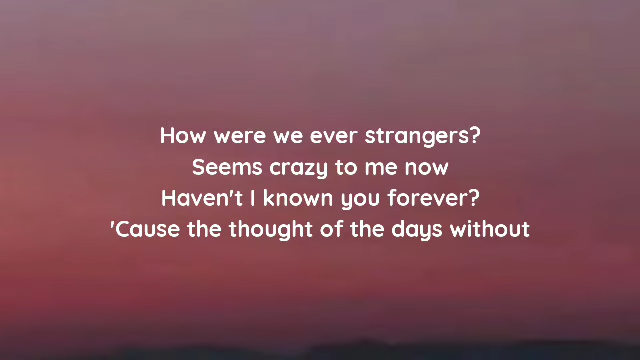 How were we ever strangers?
Seems crazy to me now
Haven't I known you forever?
'Cause the thought of the days without